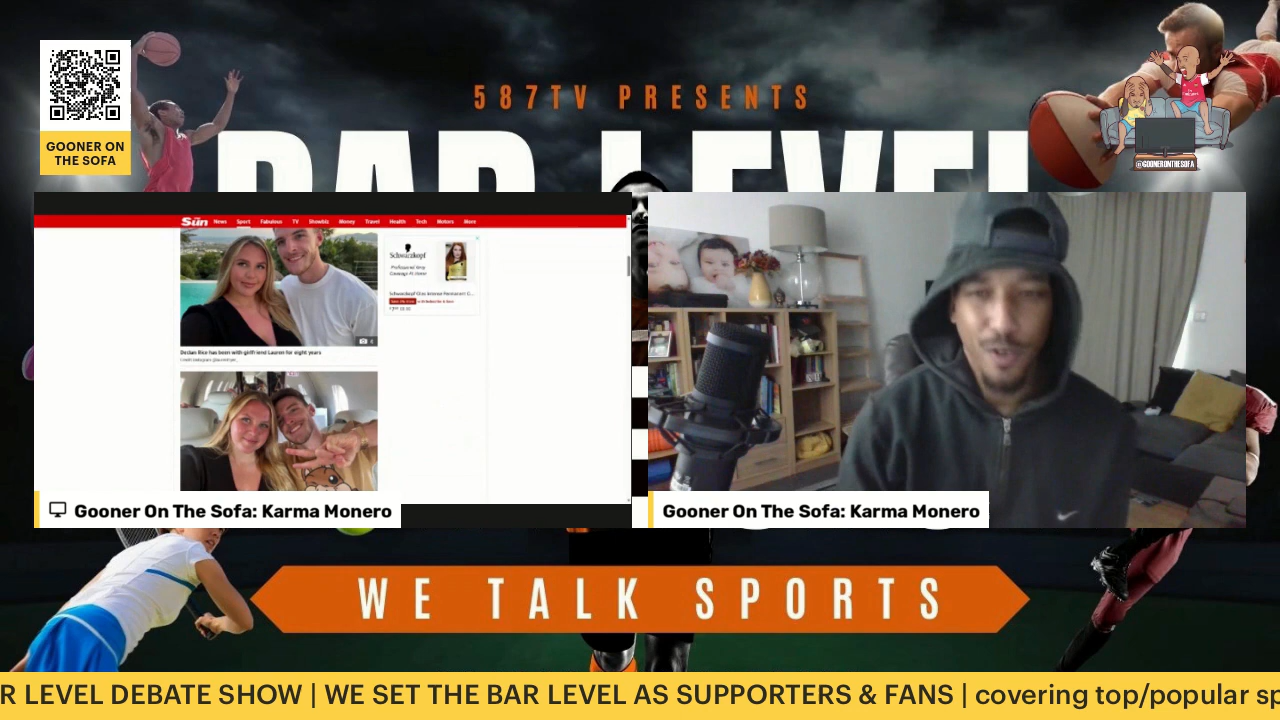 587TV PRESENTS
BAR LEVEL
GOONER ON
THE SOFA
@GOONERONTHESOFA
The Sun News Sport Fabulous TV Showbiz Money Travel Health Tech Motors More
Schwarzkopf
Declan Rice has been with girlfriend Lauren for eight years
Gooner On The Sofa: Karma Monero
Gooner On The Sofa: Karma Monero
WE TALK SPORTS
R LEVEL DEBATE SHOW | WE SET THE BAR LEVEL AS SUPPORTERS & FANS | covering top/popular sp